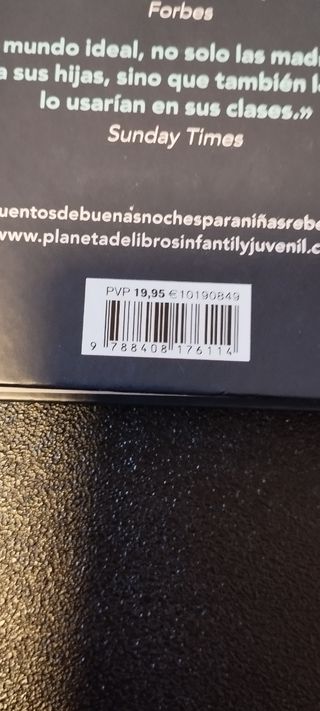 Forbes
mundo ideal, no solo las mad
a sus hijas, sino que también
lo usarían en sus clases.»
Sunday Times
uentosdebuenasnochesparaniñasrebe
www.planetadelibrosinfantilyjuvenil.c
PVP 19,95 €10190849
9 788408 176114